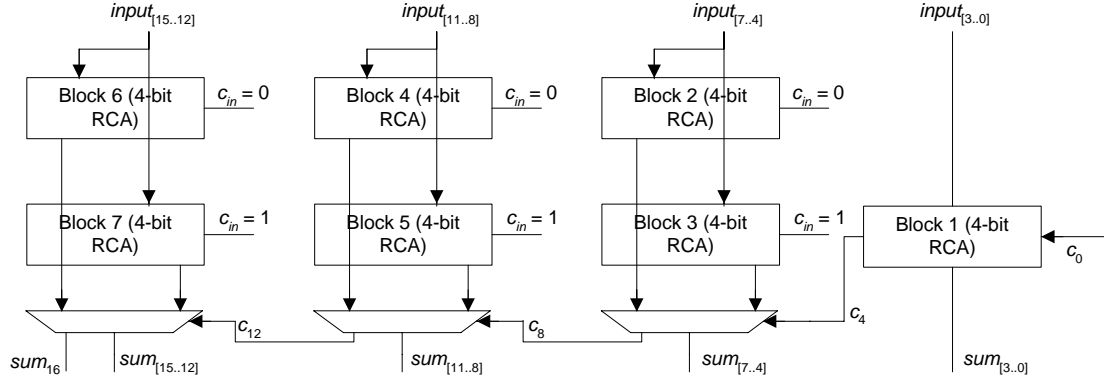 input[15..12] input[11..8] input[7..4] input[3..0]
Block 6 (4-bit
RCA)
cin = 0
Block 4 (4-bit
RCA)
cin = 0
Block 2 (4-bit
RCA)
cin = 0
Block 7 (4-bit
RCA)
cin = 1
Block 5 (4-bit
RCA)
cin = 1
Block 3 (4-bit
RCA)
cin = 1
Block 1 (4-bit
RCA)
c0
c12
c8
c4
sum16 sum[15..12] sum[11..8] sum[7..4] sum[3..0]